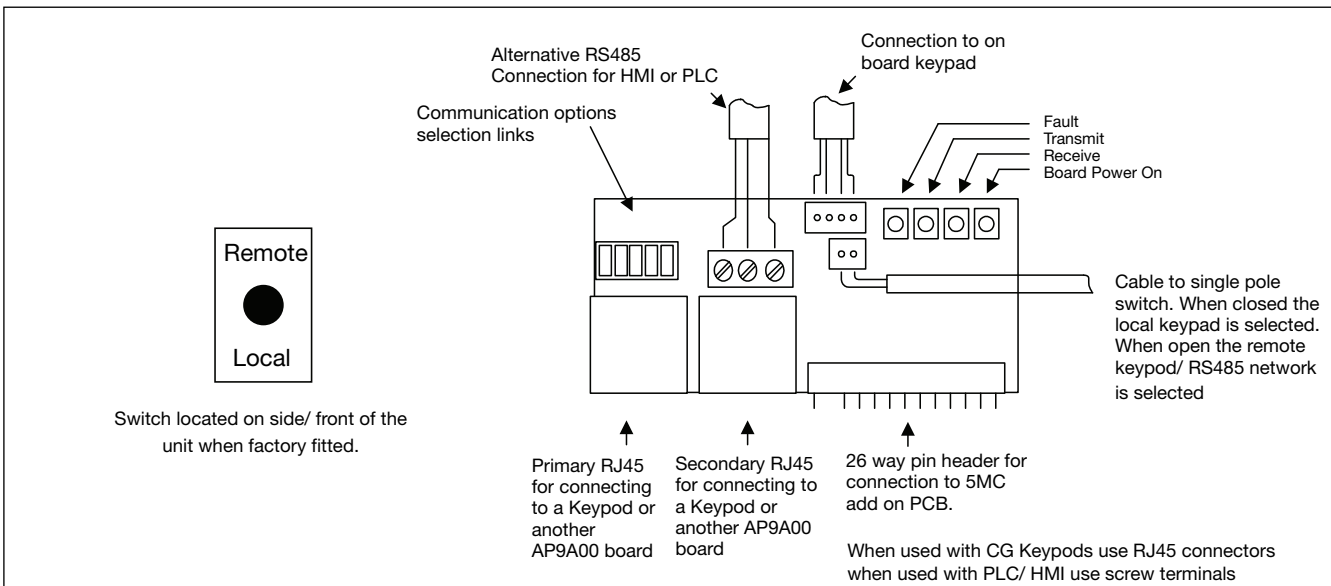 Alternative RS485
Connection for HMI or PLC
Connection to on
board keypad
Communication options
selection links
Fault
Transmit
Receive
Board Power On
Remote
Local
Switch located on side/ front of the
unit when factory fitted.
Cable to single pole
switch. When closed the
local keypad is selected.
When open the remote
keypod/ RS485 network
is selected
Primary RJ45
for connecting
to a Keypod or
another
AP9A00 board
Secondary RJ45
for connecting to
a Keypod or
another AP9A00
board
26 way pin header for
connection to 5MC
add on PCB.
When used with CG Keypods use RJ45 connectors
when used with PLC/ HMI use screw terminals